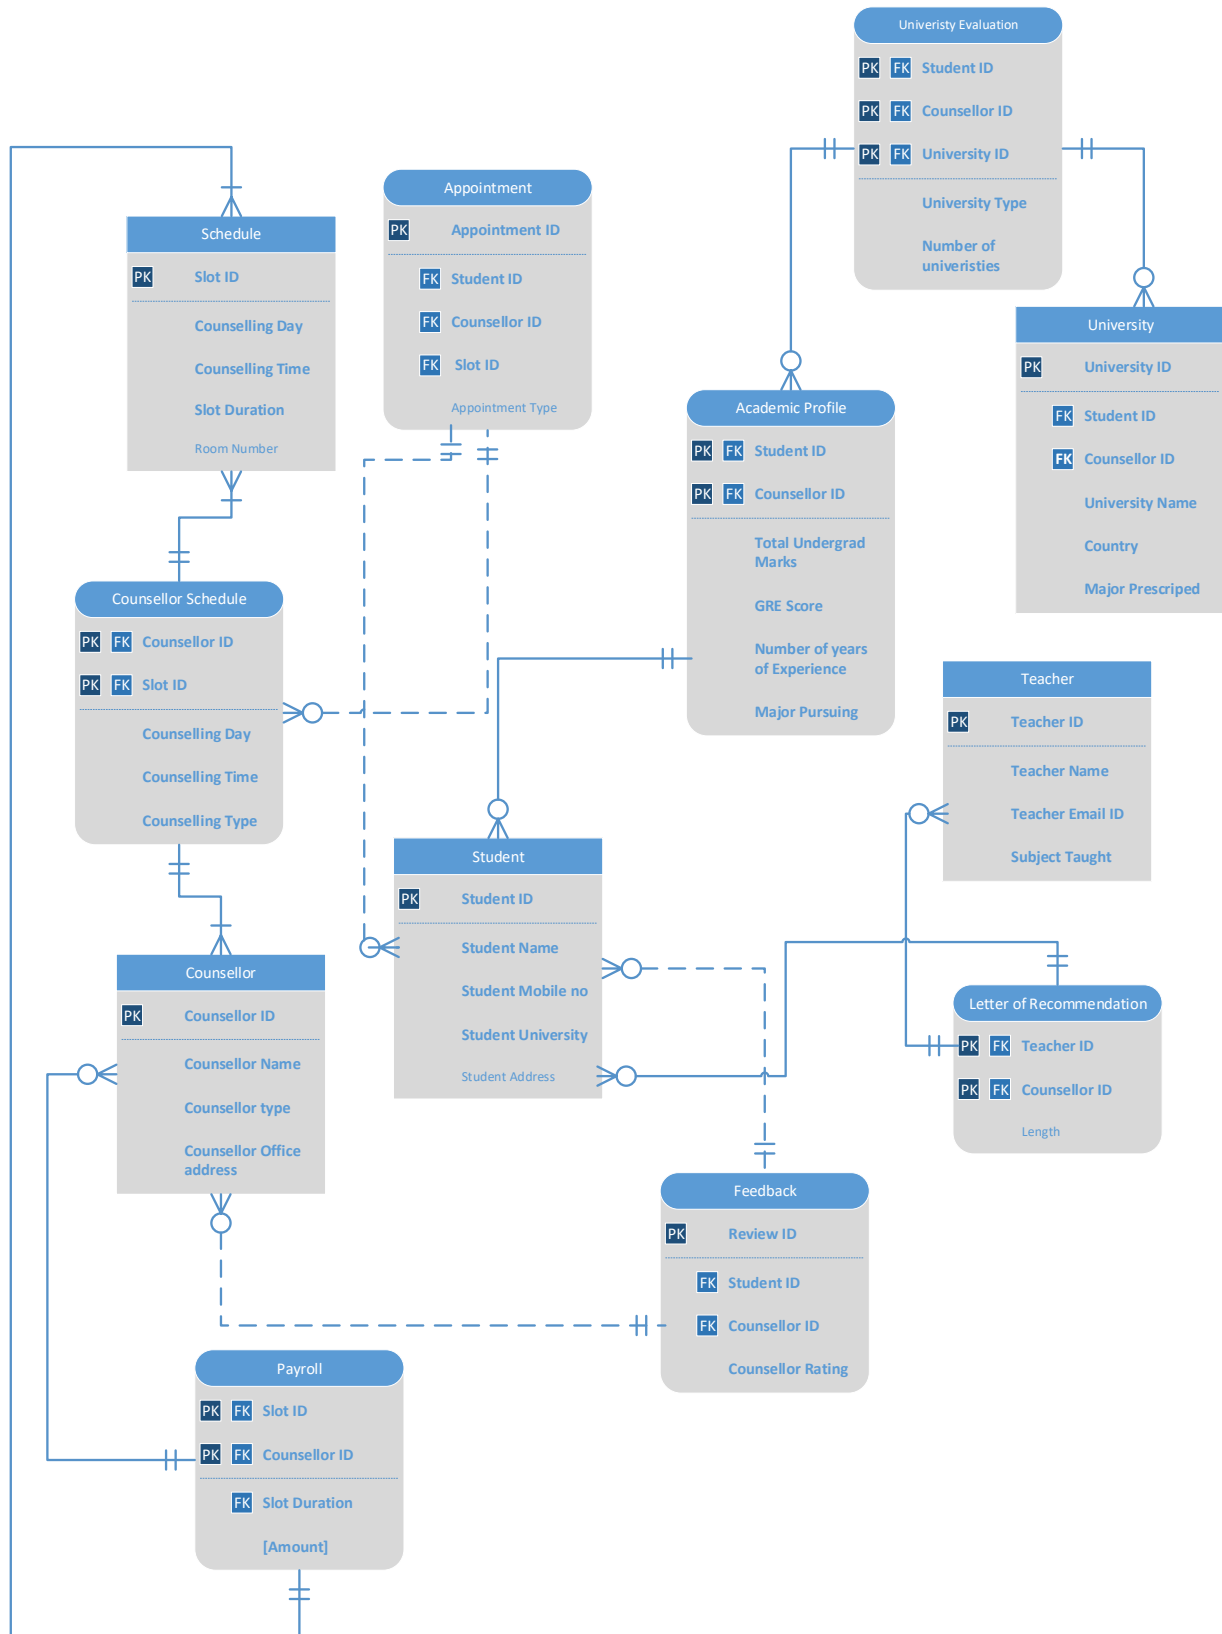 Univeristy Evaluation
PK FK Student ID
PK FK Counsellor ID
PK FK University ID
University Type
Number of
univeristies
Appointment
PK Appointment ID
FK Student ID
FK Counsellor ID
FK Slot ID
Appointment Type
Schedule
PK Slot ID
Counselling Day
Counselling Time
Slot Duration
Room Number
University
PK University ID
FK Student ID
FK Counsellor ID
University Name
Country
Major Prescriped
Academic Profile
PK FK Student ID
PK FK Counsellor ID
Total Undergrad
Marks
GRE Score
Number of years
of Experience
Major Pursuing
Counsellor Schedule
PK FK Counsellor ID
PK FK Slot ID
Counselling Day
Counselling Time
Counselling Type
Teacher
PK Teacher ID
Teacher Name
Teacher Email ID
Subject Taught
Student
PK Student ID
Student Name
Student Mobile no
Student University
Student Address
Counsellor
PK Counsellor ID
Counsellor Name
Counsellor type
Counsellor Office
address
Letter of Recommendation
PK FK Teacher ID
PK FK Counsellor ID
Length
Feedback
PK Review ID
FK Student ID
FK Counsellor ID
Counsellor Rating
Payroll
PK FK Slot ID
PK FK Counsellor ID
FK Slot Duration
[Amount]